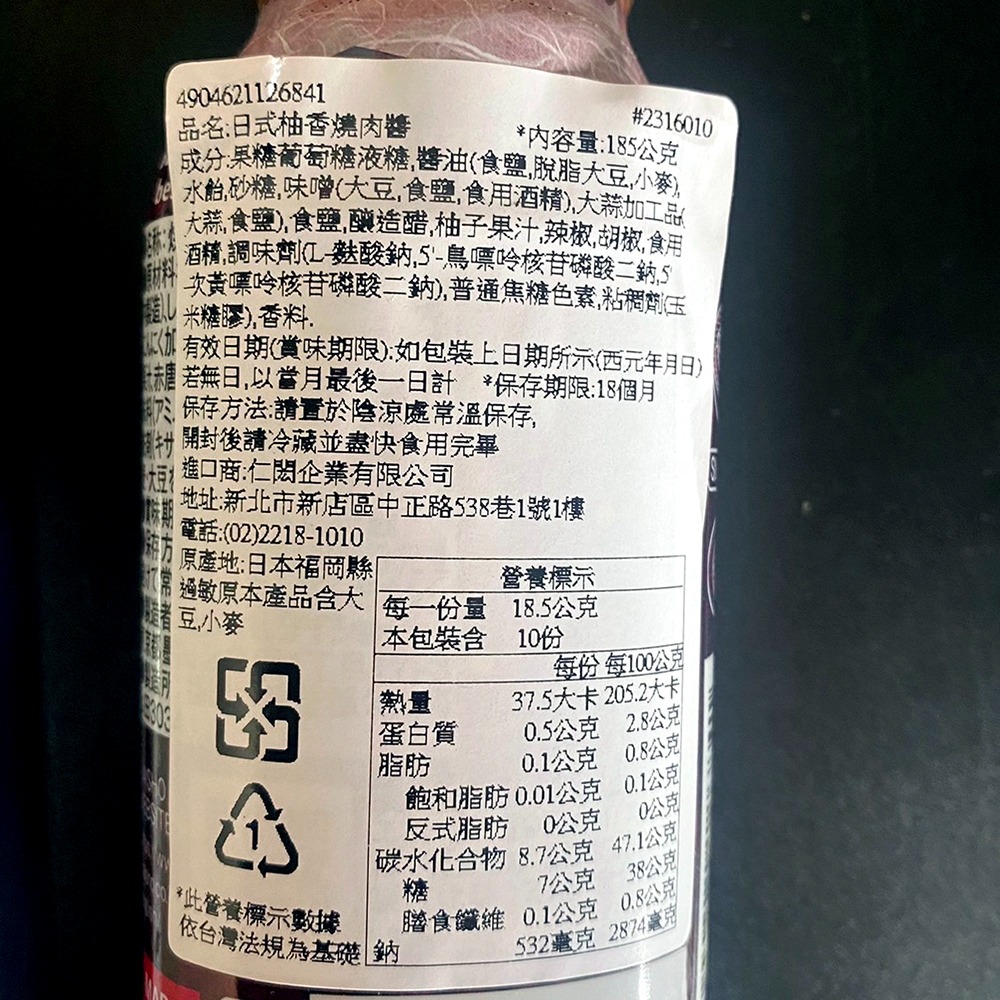 4904621126841
#2316010
品名:日式柚香燒肉醬 *內容量:185公克
成分:果糖葡萄糖液糖,醬油(食鹽,脫脂大豆,小麥),
水飴,砂糖,味噌(大豆,食鹽,食用酒精),大蒜加工品(
大蒜,食鹽),食鹽,釀造醋,柚子果汁,辣椒,胡椒,食用
酒精,調味劑(L-麩酸鈉,5'-鳥嘌呤核苷磷酸二鈉,5'
-次黃嘌呤核苷磷酸二鈉),普通焦糖色素,粘稠劑(玉
米糖膠),香料.
有效日期(賞味期限):如包裝上日期所示(西元年月日)
若無日,以當月最後一日計 *保存期限:18個月
保存方法:請置於陰涼處常溫保存,
開封後請冷藏並盡快食用完畢
進口商:仁閎企業有限公司
地址:新北市新店區中正路538巷1號1樓
電話:(02)2218-1010
原產地:日本福岡縣
過敏原本產品含大
豆,小麥
營養標示
每一份量 18.5公克
本包裝含 10份
每份 每100公克
熱量 37.5大卡 205.2大卡
蛋白質 0.5公克 2.8公克
脂肪 0.1公克 0.8公克
飽和脂肪 0.01公克 0.1公克
反式脂肪 0公克 0公克
碳水化合物 8.7公克 47.1公克
糖 7公克 38公克
膳食纖維 0.1公克 0.8公克
鈉 532毫克 2874毫克
1
*此營養標示數據
依台灣法規為基礎